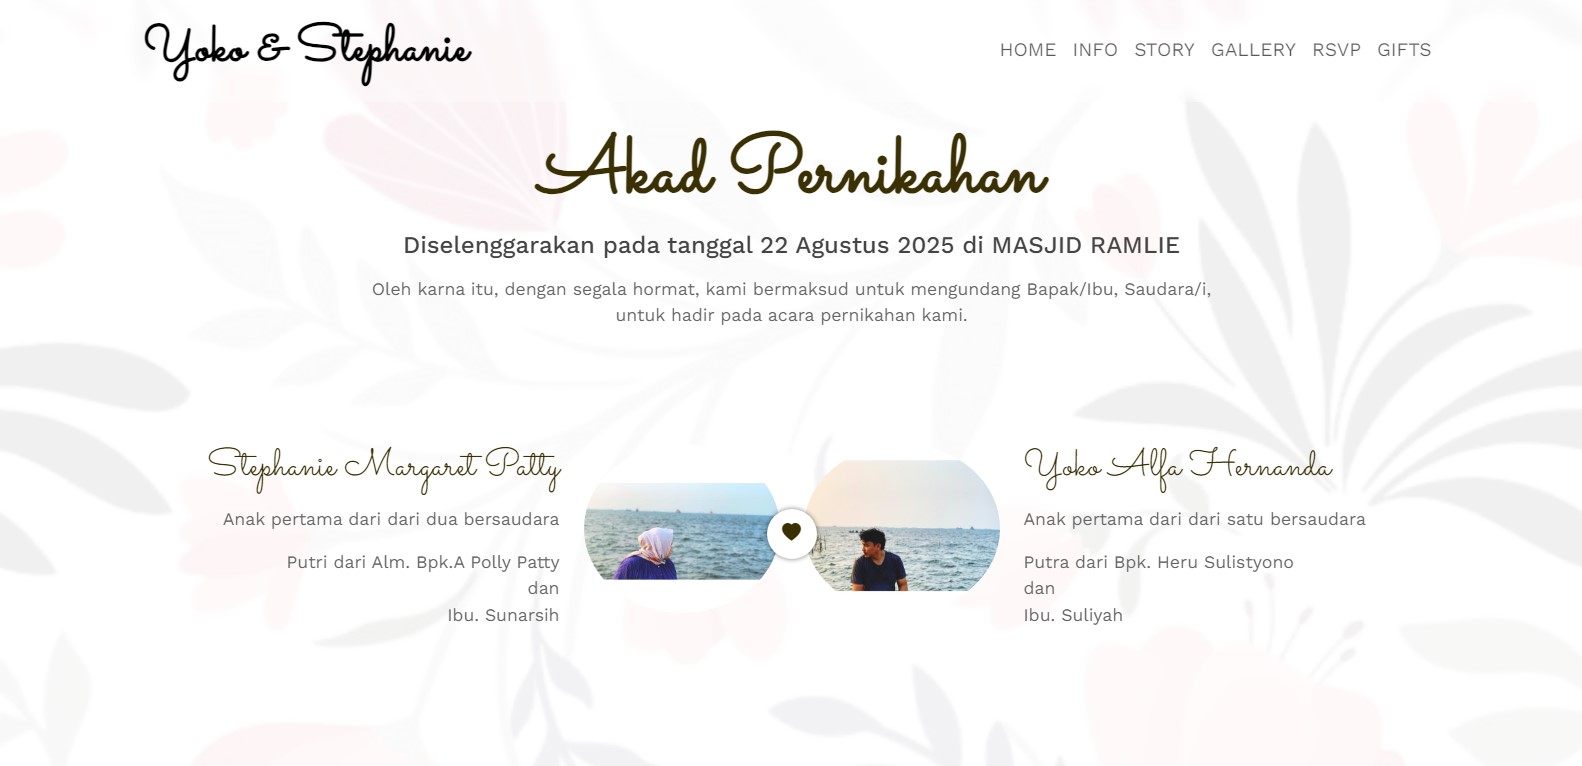 Yoko & Stephanie
HOME INFO STORY GALLERY RSVP GIFTS
Akad Pernikahan
Diselenggarakan pada tanggal 22 Agustus 2025 di MASJID RAMLIE
Oleh karna itu, dengan segala hormat, kami bermaksud untuk mengundang Bapak/Ibu, Saudara/i,
untuk hadir pada acara pernikahan kami.
Stephanie Margaret Patty
Anak pertama dari dari dua bersaudara
Putri dari Alm. Bpk.A Polly Patty
dan
Ibu. Sunarsih
Yoko Alfa Hernanda
Anak pertama dari dari satu bersaudara
Putra dari Bpk. Heru Sulistyono
dan
Ibu. Suliyah